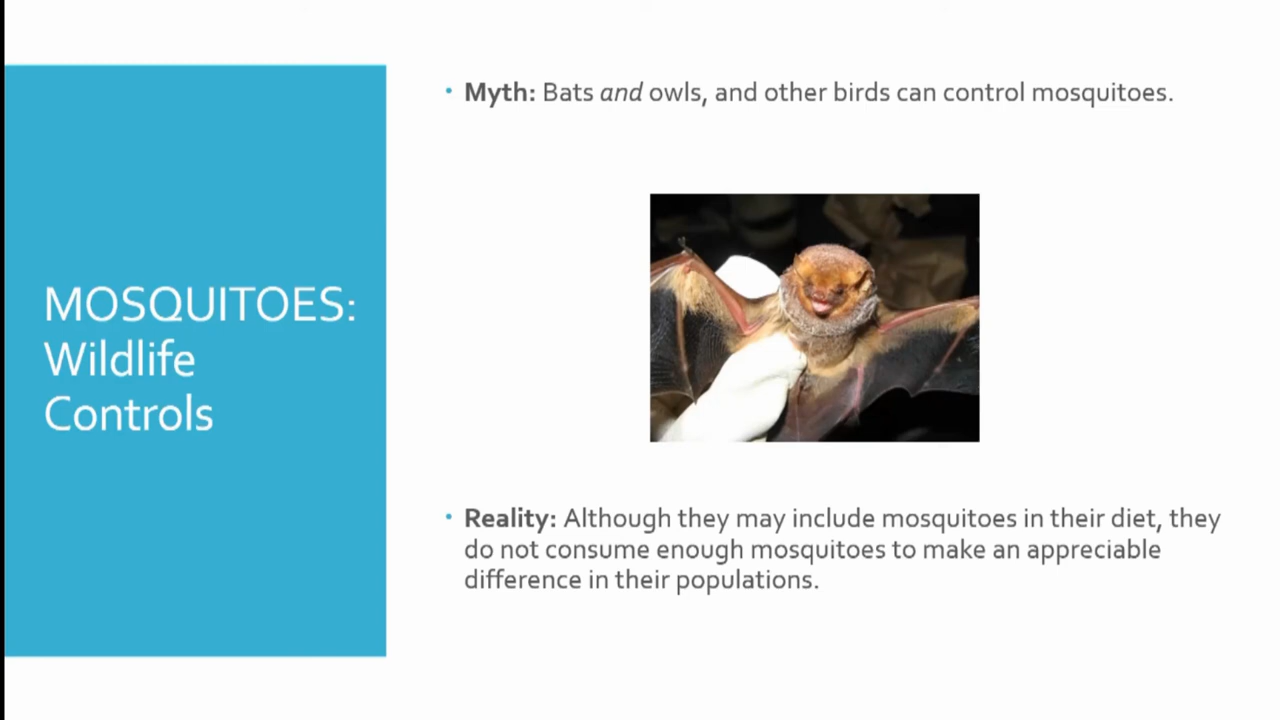 MOSQUITOES:
Wildlife
Controls
• Myth: Bats and owls, and other birds can control mosquitoes.
• Reality: Although they may include mosquitoes in their diet, they
do not consume enough mosquitoes to make an appreciable
difference in their populations.